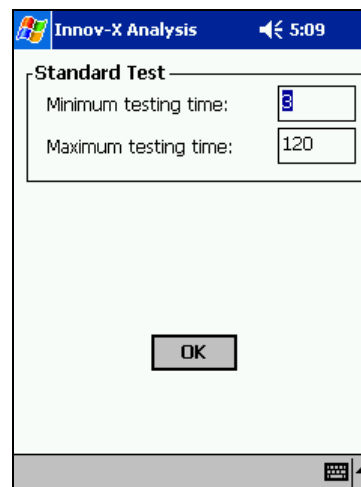 Innov-X Analysis 5:09
Standard Test
Minimum testing time: 3
Maximum testing time: 120
OK